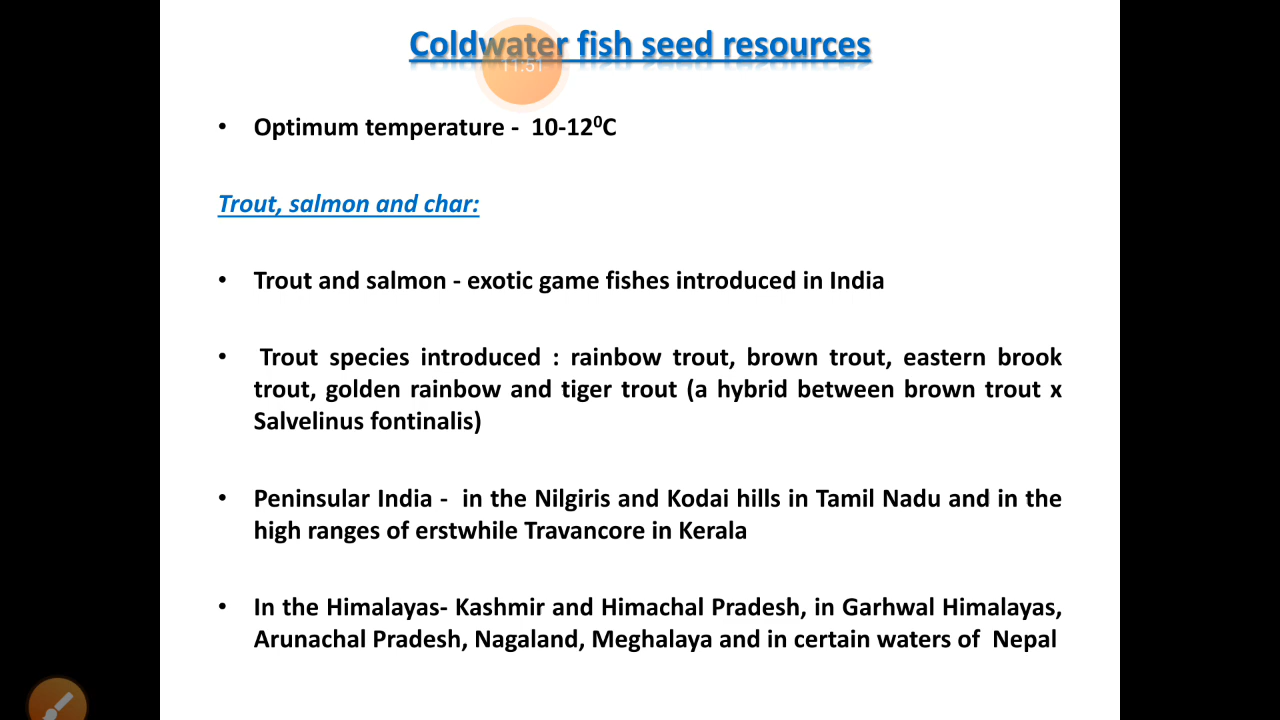 Coldwater fish seed resources
11:51
• Optimum temperature - 10-12⁰C
Trout, salmon and char:
• Trout and salmon - exotic game fishes introduced in India
• Trout species introduced : rainbow trout, brown trout, eastern brook
trout, golden rainbow and tiger trout (a hybrid between brown trout x
Salvelinus fontinalis)
• Peninsular India - in the Nilgiris and Kodai hills in Tamil Nadu and in the
high ranges of erstwhile Travancore in Kerala
• In the Himalayas- Kashmir and Himachal Pradesh, in Garhwal Himalayas,
Arunachal Pradesh, Nagaland, Meghalaya and in certain waters of Nepal